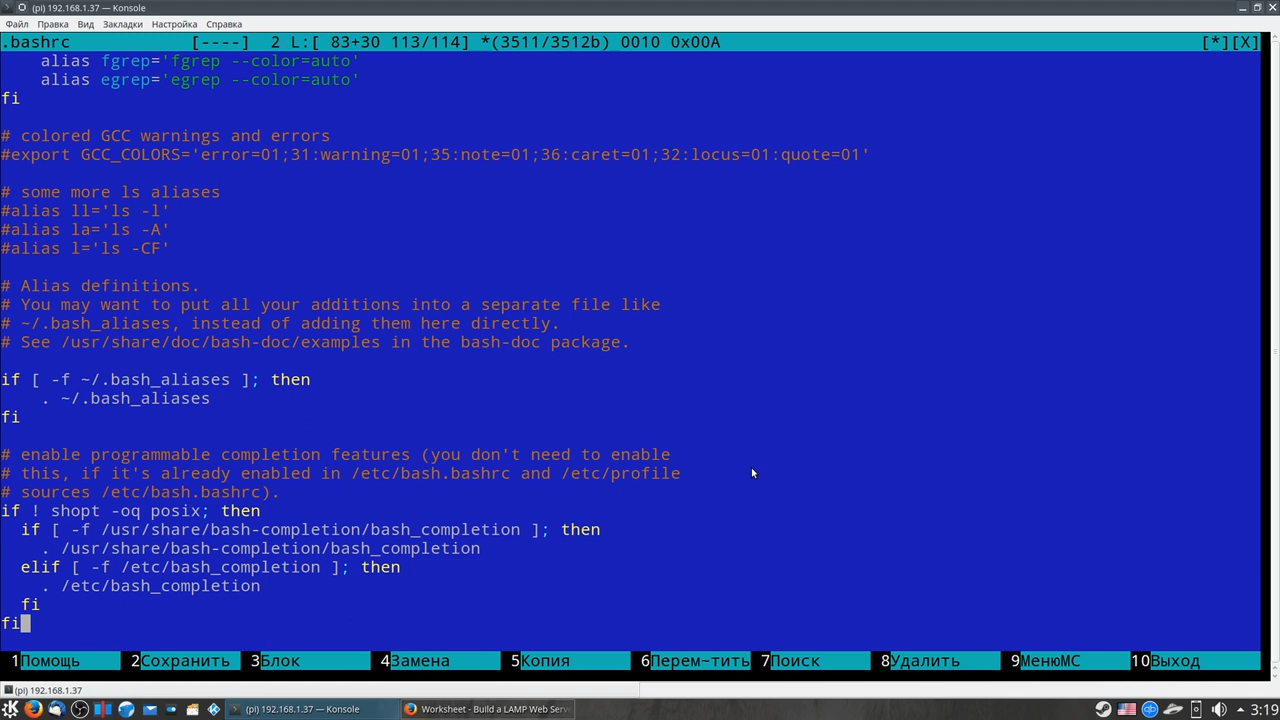 (pi) 192.168.1.37 — Konsole
Файл Правка Вид Закладки Настройка Справка
.bashrc [----] 2 L:[ 83+30 113/114] *(3511/3512b) 0010 0x00A [*][X]
alias fgrep='fgrep --color=auto'
alias egrep='egrep --color=auto'
fi
# colored GCC warnings and errors
#export GCC_COLORS='error=01;31:warning=01;35:note=01;36:caret=01;32:locus=01:quote=01'
# some more ls aliases
#alias ll='ls -l'
#alias la='ls -A'
#alias l='ls -CF'
# Alias definitions.
# You may want to put all your additions into a separate file like
# ~/.bash_aliases, instead of adding them here directly.
# See /usr/share/doc/bash-doc/examples in the bash-doc package.
if [ -f ~/.bash_aliases ]; then
. ~/.bash_aliases
fi
# enable programmable completion features (you don't need to enable
# this, if it's already enabled in /etc/bash.bashrc and /etc/profile
# sources /etc/bash.bashrc).
if ! shopt -oq posix; then
if [ -f /usr/share/bash-completion/bash_completion ]; then
. /usr/share/bash-completion/bash_completion
elif [ -f /etc/bash_completion ]; then
. /etc/bash_completion
fi
fi
1Помощь 2Сохранить 3Блок 4Замена 5Копия 6Перем~тить 7Поиск 8Удалить 9МенюMC 10Выход
(pi) 192.168.1.37
(pi) 192.168.1.37 — Konsole Worksheet - Build a LAMP Web Serve 3:19